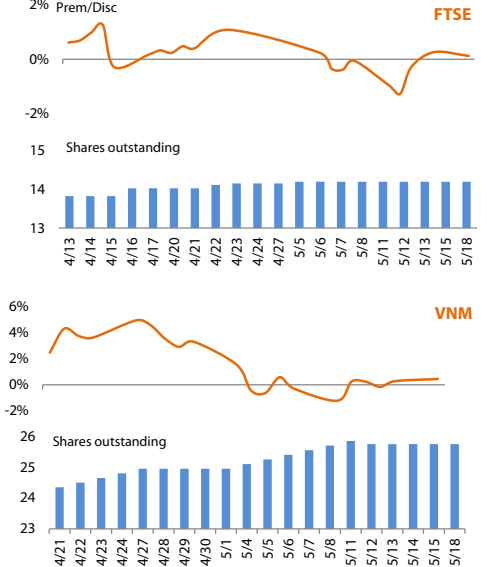 2%
Prem/Disc
FTSE
0%
-2%
15
Shares outstanding
14
13
4/13 4/14 4/15 4/16 4/17 4/20 4/21 4/22 4/23 4/24 4/27 5/5 5/6 5/7 5/8 5/11 5/12 5/13 5/15 5/18
6%
VNM
4%
2%
0%
-2%
26
Shares outstanding
25
24
23
4/21 4/22 4/23 4/24 4/27 4/28 4/29 4/30 5/1 5/4 5/5 5/6 5/7 5/8 5/11 5/12 5/13 5/14 5/15 5/18